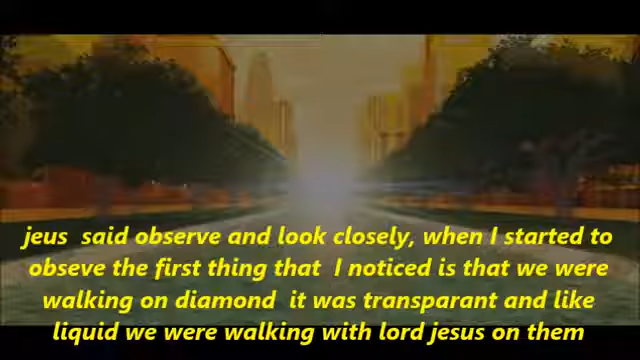 jeus said observe and look closely, when I started to
obseve the first thing that I noticed is that we were
walking on diamond it was transparant and like
liquid we were walking with lord jesus on them